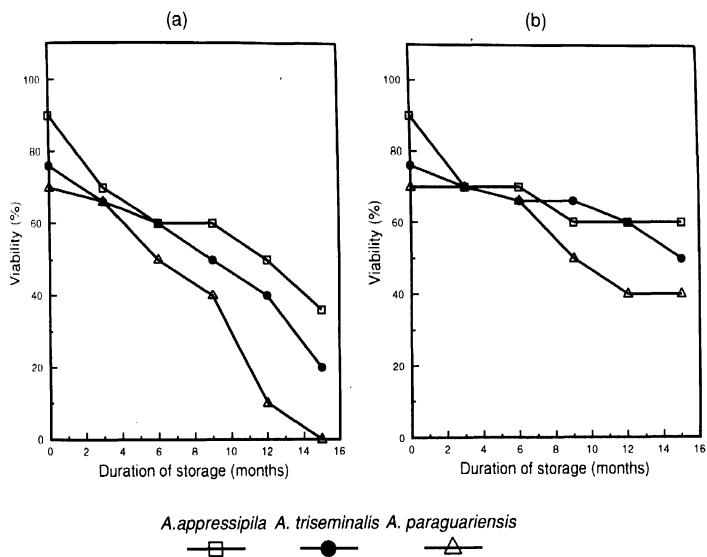 (a)
100
80
60
40
20
0
Viability (%)
0 2 4 6 8 10 12 14 16
Duration of storage (months)
(b)
100
80
60
40
20
0
Viability (%)
0 2 4 6 8 10 12 14 16
Duration of storage (months)
A.appressipila A. triseminalis A. paraguariensis